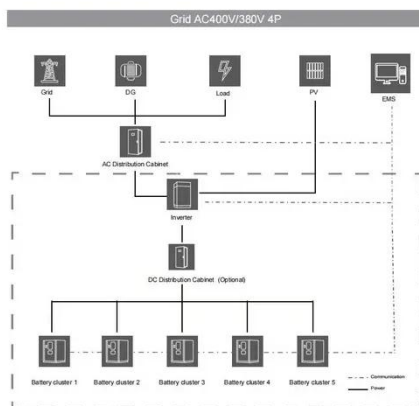 Grid AC400V/380V 4P
Grid
DG
Load
PV
EMS
AC Distribution Cabinet
Inverter
DC Distribution Cabinet (Optional)
Battery cluster 1
Battery cluster 2
Battery cluster 3
Battery cluster 4
Battery cluster 5
Communication
Power